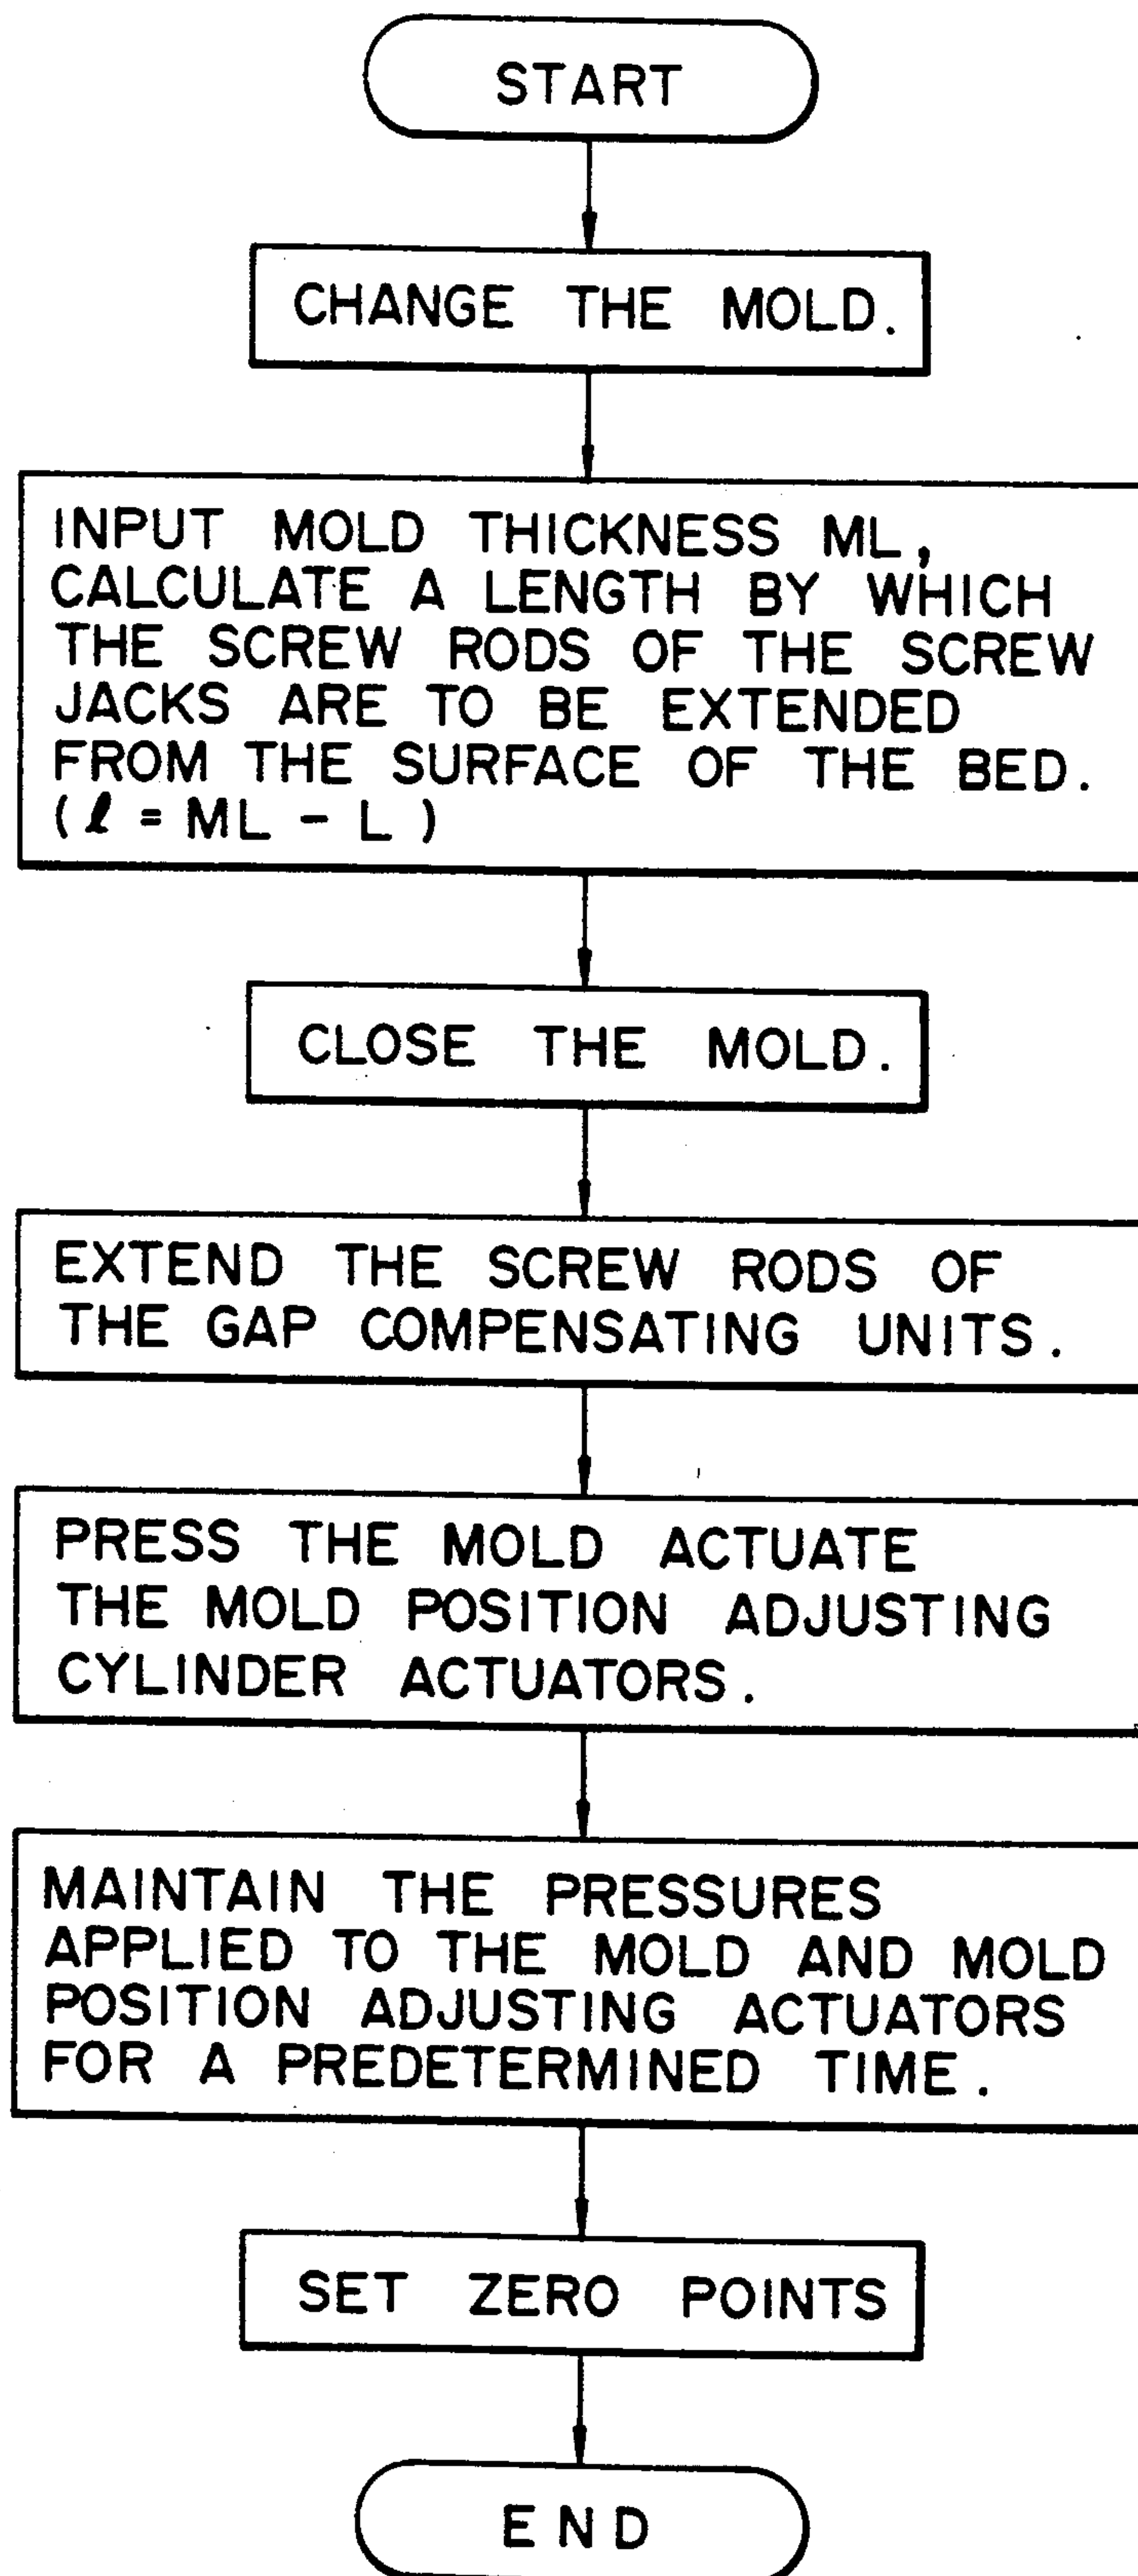 START
CHANGE THE MOLD.
INPUT MOLD THICKNESS ML,
CALCULATE A LENGTH BY WHICH
THE SCREW RODS OF THE SCREW
JACKS ARE TO BE EXTENDED
FROM THE SURFACE OF THE BED.
(ℓ = ML - L )
CLOSE THE MOLD.
EXTEND THE SCREW RODS OF
THE GAP COMPENSATING UNITS.
PRESS THE MOLD ACTUATE
THE MOLD POSITION ADJUSTING
CYLINDER ACTUATORS.
MAINTAIN THE PRESSURES
APPLIED TO THE MOLD AND MOLD
POSITION ADJUSTING ACTUATORS
FOR A PREDETERMINED TIME.
SET ZERO POINTS
END